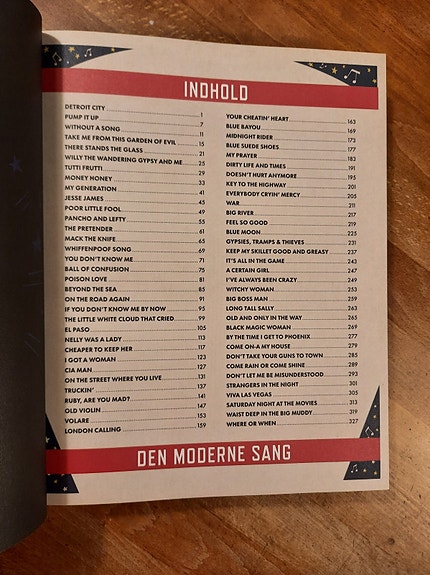 INDHOLD
DETROIT CITY 1
PUMP IT UP 7
WITHOUT A SONG 11
TAKE ME FROM THIS GARDEN OF EVIL 15
THERE STANDS THE GLASS 21
WILLY THE WANDERING GYPSY AND ME 25
TUTTI FRUTTI 29
MONEY HONEY 33
MY GENERATION 41
JESSE JAMES 45
POOR LITTLE FOOL 49
PANCHO AND LEFTY 55
THE PRETENDER 61
MACK THE KNIFE 65
WHIFFENPOOF SONG 67
YOU DON'T KNOW ME 71
BALL OF CONFUSION 75
POISON LOVE 81
BEYOND THE SEA 85
ON THE ROAD AGAIN 91
IF YOU DON'T KNOW ME BY NOW 95
THE LITTLE WHITE CLOUD THAT CRIED 99
EL PASO 105
NELLY WAS A LADY 113
CHEAPER TO KEEP HER 117
I GOT A WOMAN 123
CIA MAN 127
ON THE STREET WHERE YOU LIVE 131
TRUCKIN' 137
RUBY, ARE YOU MAD? 141
OLD VIOLIN 147
VOLARE 153
LONDON CALLING 159
YOUR CHEATIN' HEART 163
BLUE BAYOU 169
MIDNIGHT RIDER 173
BLUE SUEDE SHOES 177
MY PRAYER 183
DIRTY LIFE AND TIMES 191
DOESN'T HURT ANYMORE 195
KEY TO THE HIGHWAY 201
EVERYBODY CRYIN' MERCY 205
WAR 211
BIG RIVER 217
FEEL SO GOOD 219
BLUE MOON 225
GYPSIES, TRAMPS & THIEVES 231
KEEP MY SKILLET GOOD AND GREASY 237
IT'S ALL IN THE GAME 243
A CERTAIN GIRL 247
I'VE ALWAYS BEEN CRAZY 249
WITCHY WOMAN 253
BIG BOSS MAN 259
LONG TALL SALLY 263
OLD AND ONLY IN THE WAY 265
BLACK MAGIC WOMAN 269
BY THE TIME I GET TO PHOENIX 277
COME ON-A MY HOUSE 279
DON'T TAKE YOUR GUNS TO TOWN 285
COME RAIN OR COME SHINE 289
DON'T LET ME BE MISUNDERSTOOD 293
STRANGERS IN THE NIGHT 301
VIVA LAS VEGAS 305
SATURDAY NIGHT AT THE MOVIES 313
WAIST DEEP IN THE BIG MUDDY 319
WHERE OR WHEN 327
DEN MODERNE SANG